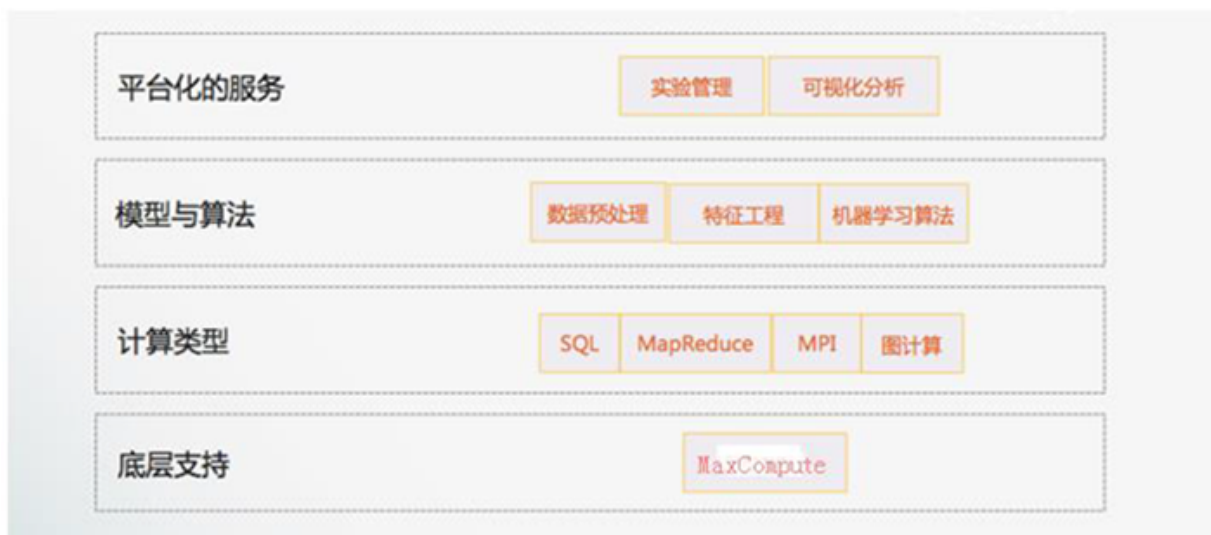 平台化的服务 实验管理 可视化分析
模型与算法 数据预处理 特征工程 机器学习算法
计算类型 SQL MapReduce MPI 图计算
底层支持 MaxCompute